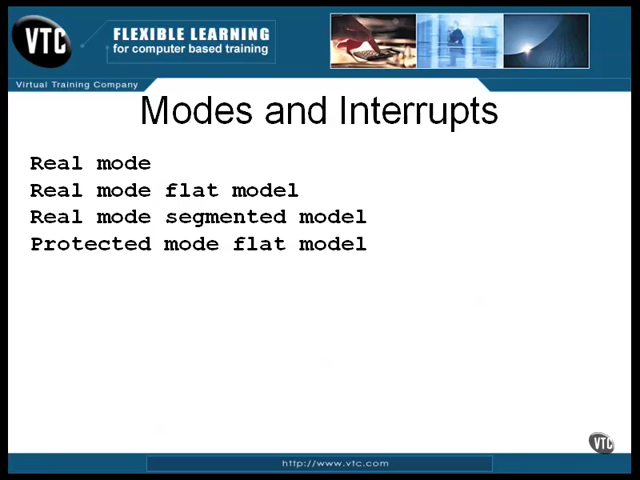 VTC
FLEXIBLE LEARNING
for computer based training
Virtual Training Company
Modes and Interrupts
Real mode
Real mode flat model
Real mode segmented model
Protected mode flat model
VTC
http://www.vtc.com